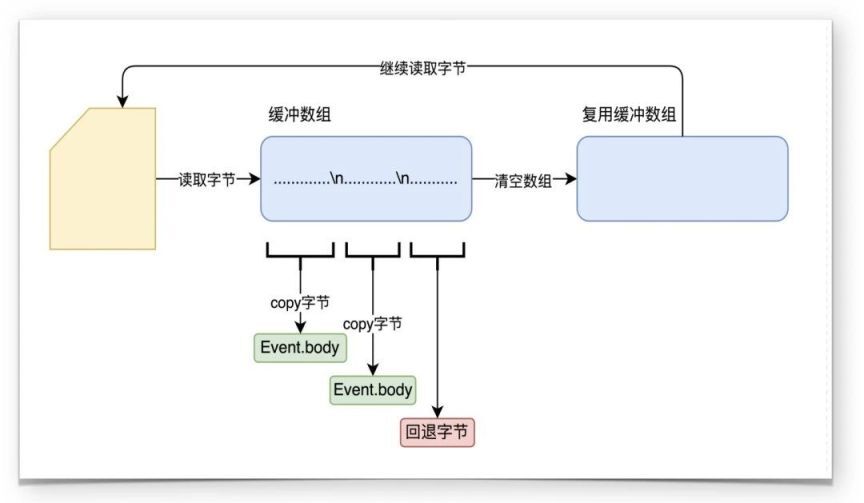 继续读取字节
缓冲数组
复用缓冲数组
读取字节
.............\n............\n...........
清空数组
copy字节
copy字节
Event.body
Event.body
回退字节